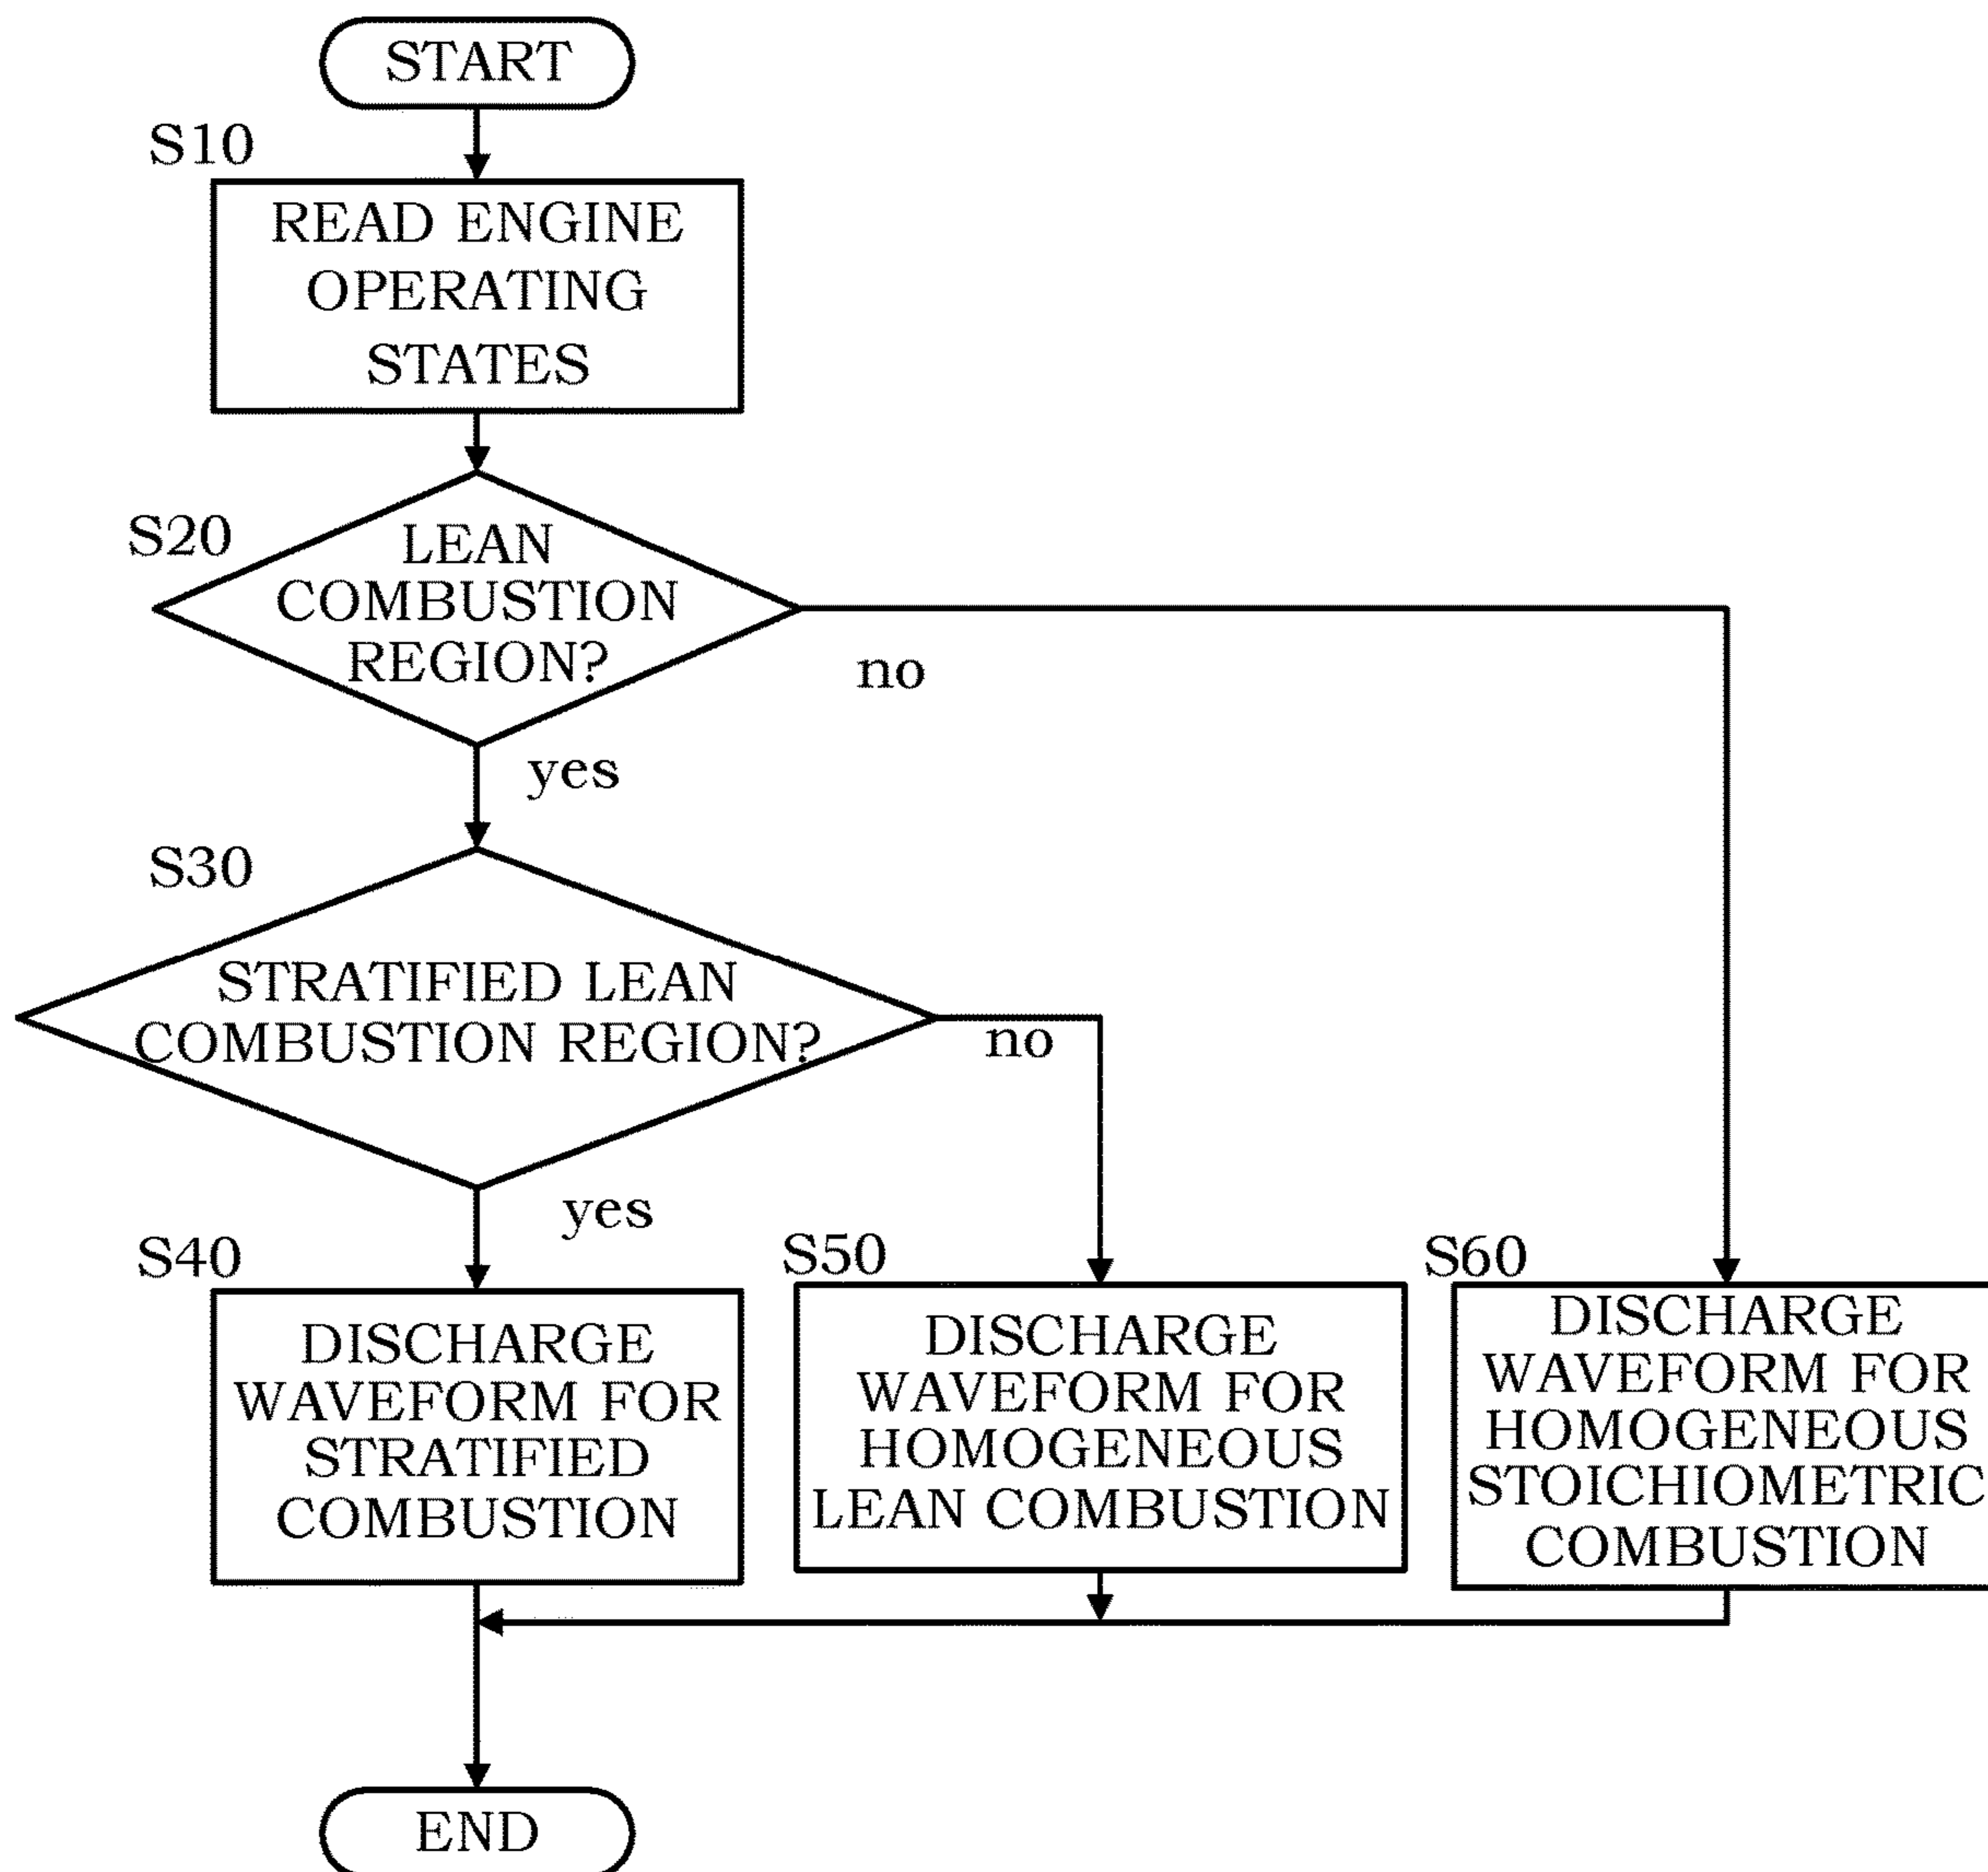 START
S10
READ ENGINE
OPERATING
STATES
S20
LEAN
COMBUSTION
REGION?
no
yes
S30
STRATIFIED LEAN
COMBUSTION REGION?
no
yes
S40
DISCHARGE
WAVEFORM FOR
STRATIFIED
COMBUSTION
S50
DISCHARGE
WAVEFORM FOR
HOMOGENEOUS
LEAN COMBUSTION
S60
DISCHARGE
WAVEFORM FOR
HOMOGENEOUS
STOICHIOMETRIC
COMBUSTION
END